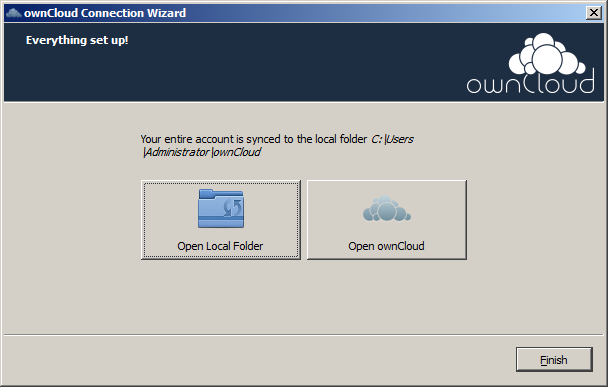 ownCloud Connection Wizard
Everything set up!
ownCloud
Your entire account is synced to the local folder C:\Users
\Administrator\ownCloud
Open Local Folder
Open ownCloud
Finish